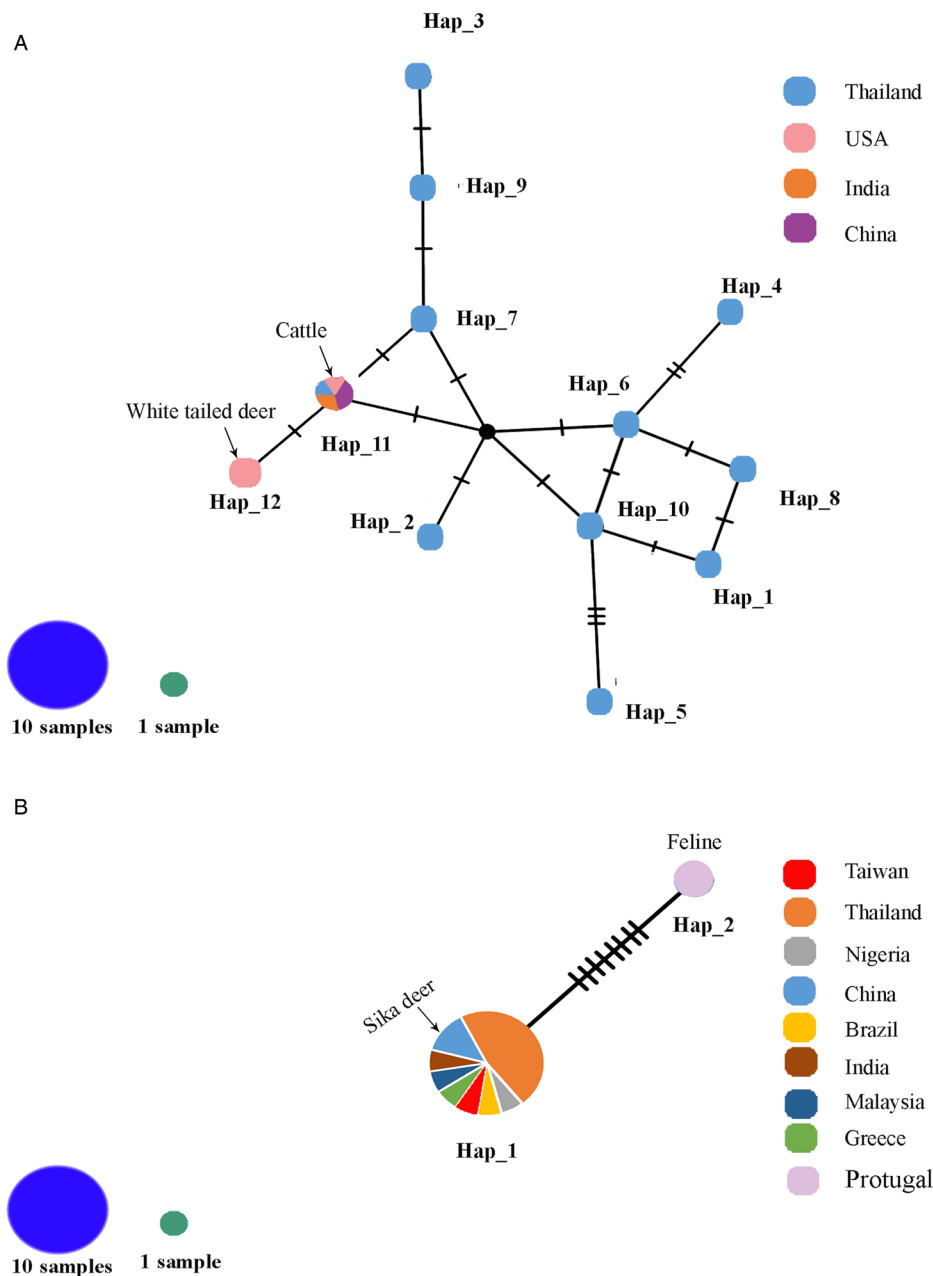 A
Hap_3
Thailand
USA
India
China
Hap_9
Hap_4
Hap_7
Cattle
Hap_6
White tailed deer
Hap_11
Hap_12
Hap_2
Hap_10
Hap_8
Hap_1
Hap_5
10 samples
1 sample
B
Feline
Hap_2
Sika deer
Hap_1
Taiwan
Thailand
Nigeria
China
Brazil
India
Malaysia
Greece
Protugal
10 samples
1 sample